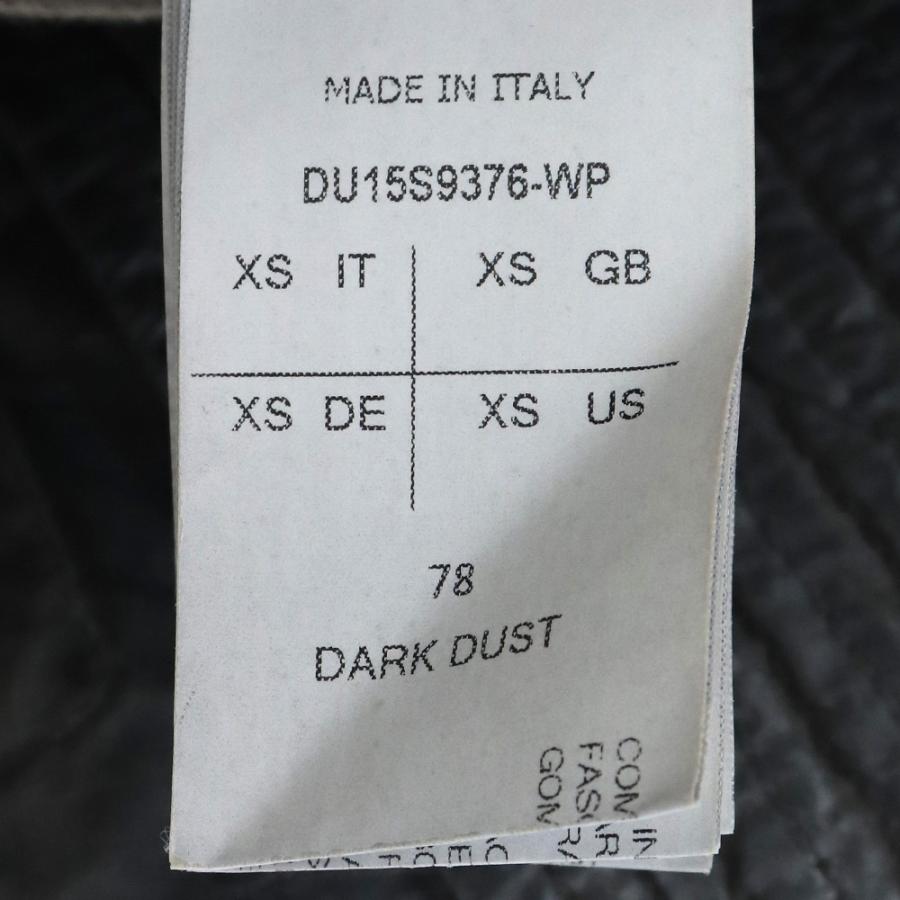 MADE IN ITALY
DU15S9376-WP
XS IT XS GB
XS DE XS US
78
DARK DUST